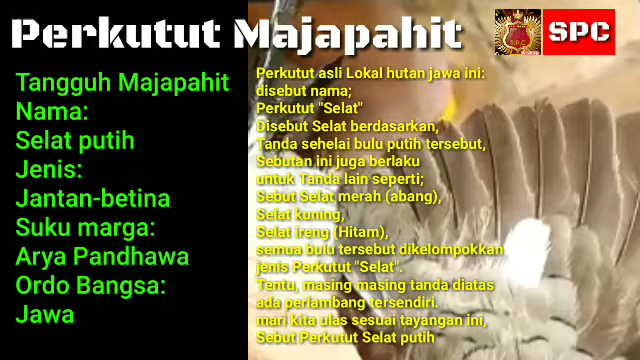 Perkutut Majapahit
SPC
S.P.C
Tangguh Majapahit
Nama:
Selat putih
Jenis:
Jantan-betina
Suku marga:
Arya Pandhawa
Ordo Bangsa:
Jawa
Perkutut asli Lokal hutan jawa ini:
disebut nama;
Perkutut "Selat"
Disebut Selat berdasarkan,
Tanda sehelai bulu putih tersebut,
Sebutan ini juga berlaku
untuk Tanda lain seperti;
Sebut Selat merah (abang),
Selat kuning,
Selat ireng (Hitam),
semua bulu tersebut dikelompokkan
jenis Perkutut "Selat".
Tentu, masing masing tanda diatas
ada perlambang tersendiri.
mari kita ulas sesuai tayangan ini,
Sebut Perkutut Selat putih